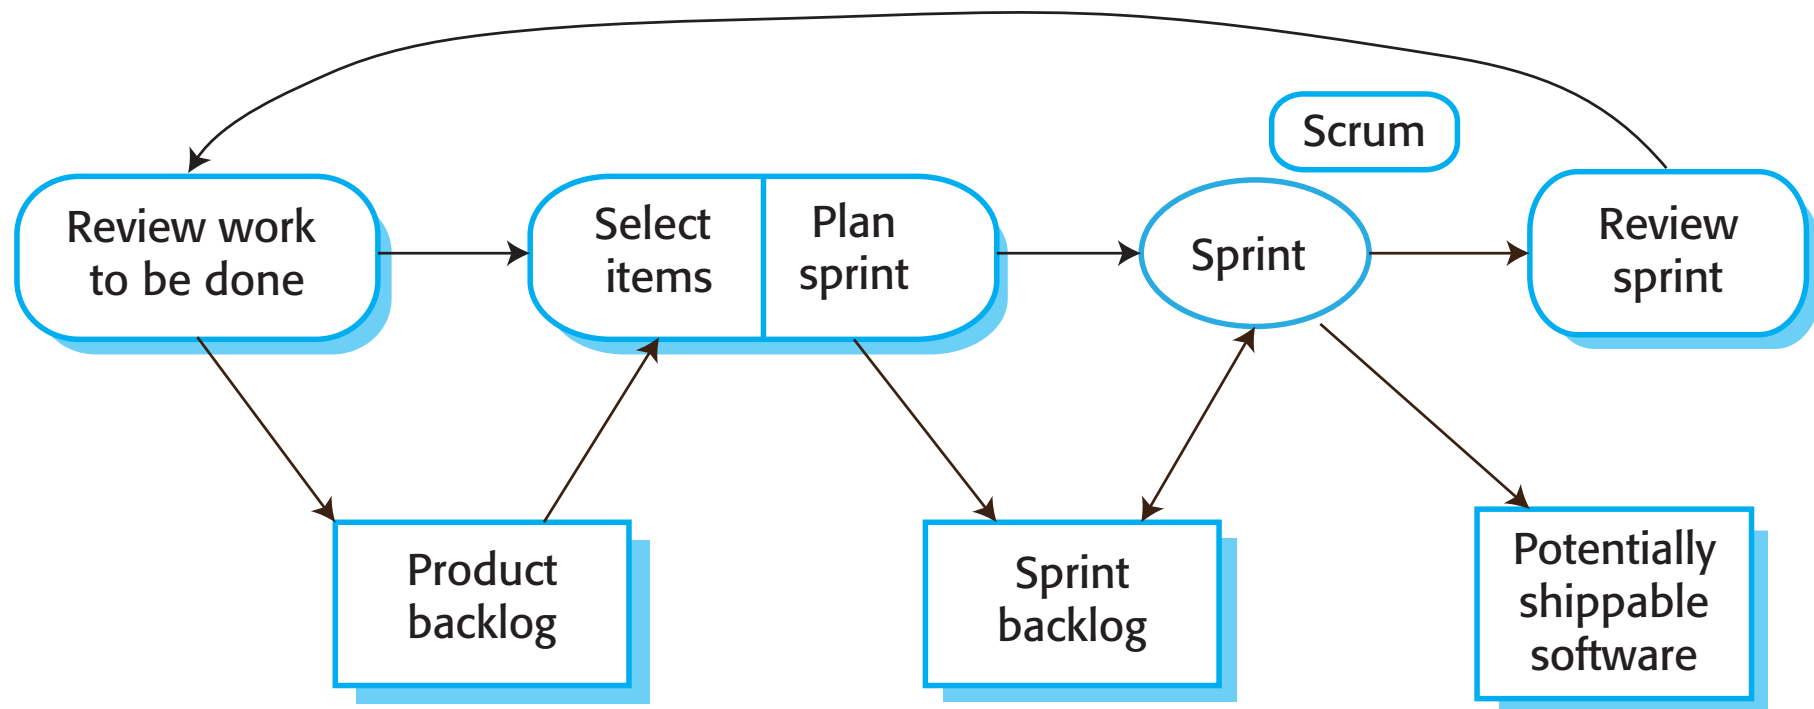 Scrum
Review work
to be done
Select
items
Plan
sprint
Sprint
Review
sprint
Product
backlog
Sprint
backlog
Potentially
shippable
software